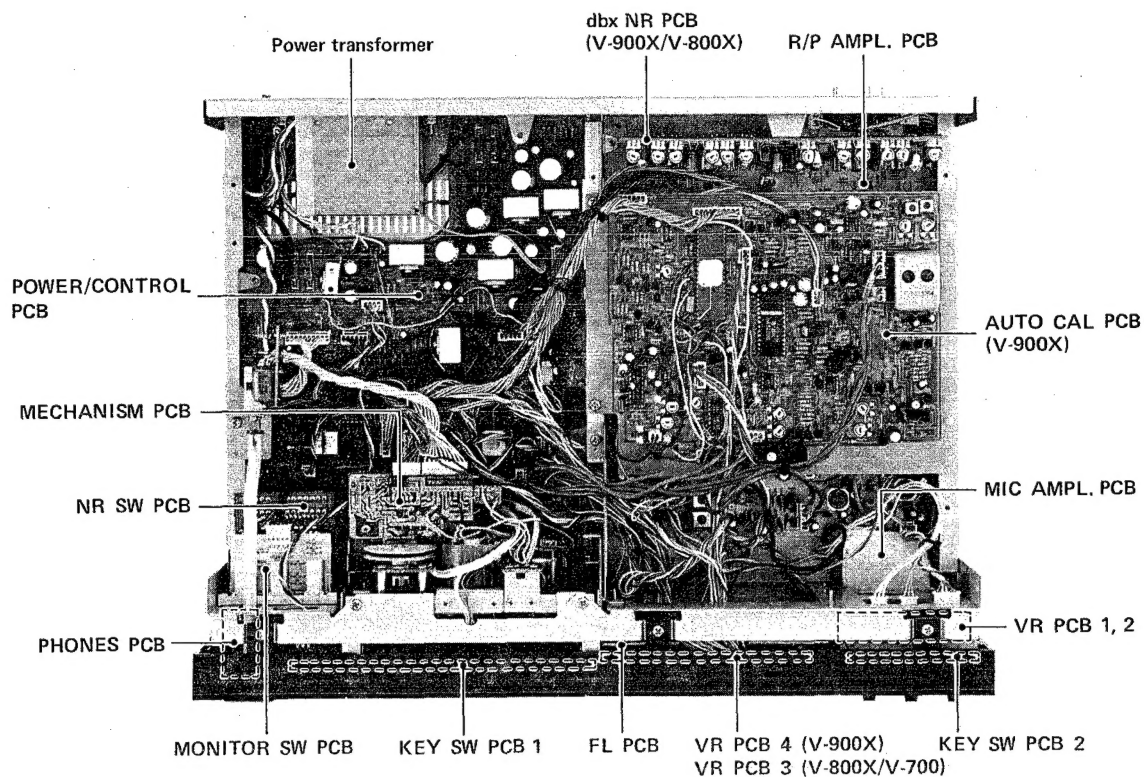 dbx NR PCB
(V-900X/V-800X)
Power transformer
R/P AMPL. PCB
POWER/CONTROL
PCB
AUTO CAL PCB
(V-900X)
MECHANISM PCB
NR SW PCB
MIC AMPL. PCB
PHONES PCB
VR PCB 1, 2
MONITOR SW PCB
KEY SW PCB 1
FL PCB
VR PCB 4 (V-900X)
VR PCB 3 (V-800X/V-700)
KEY SW PCB 2